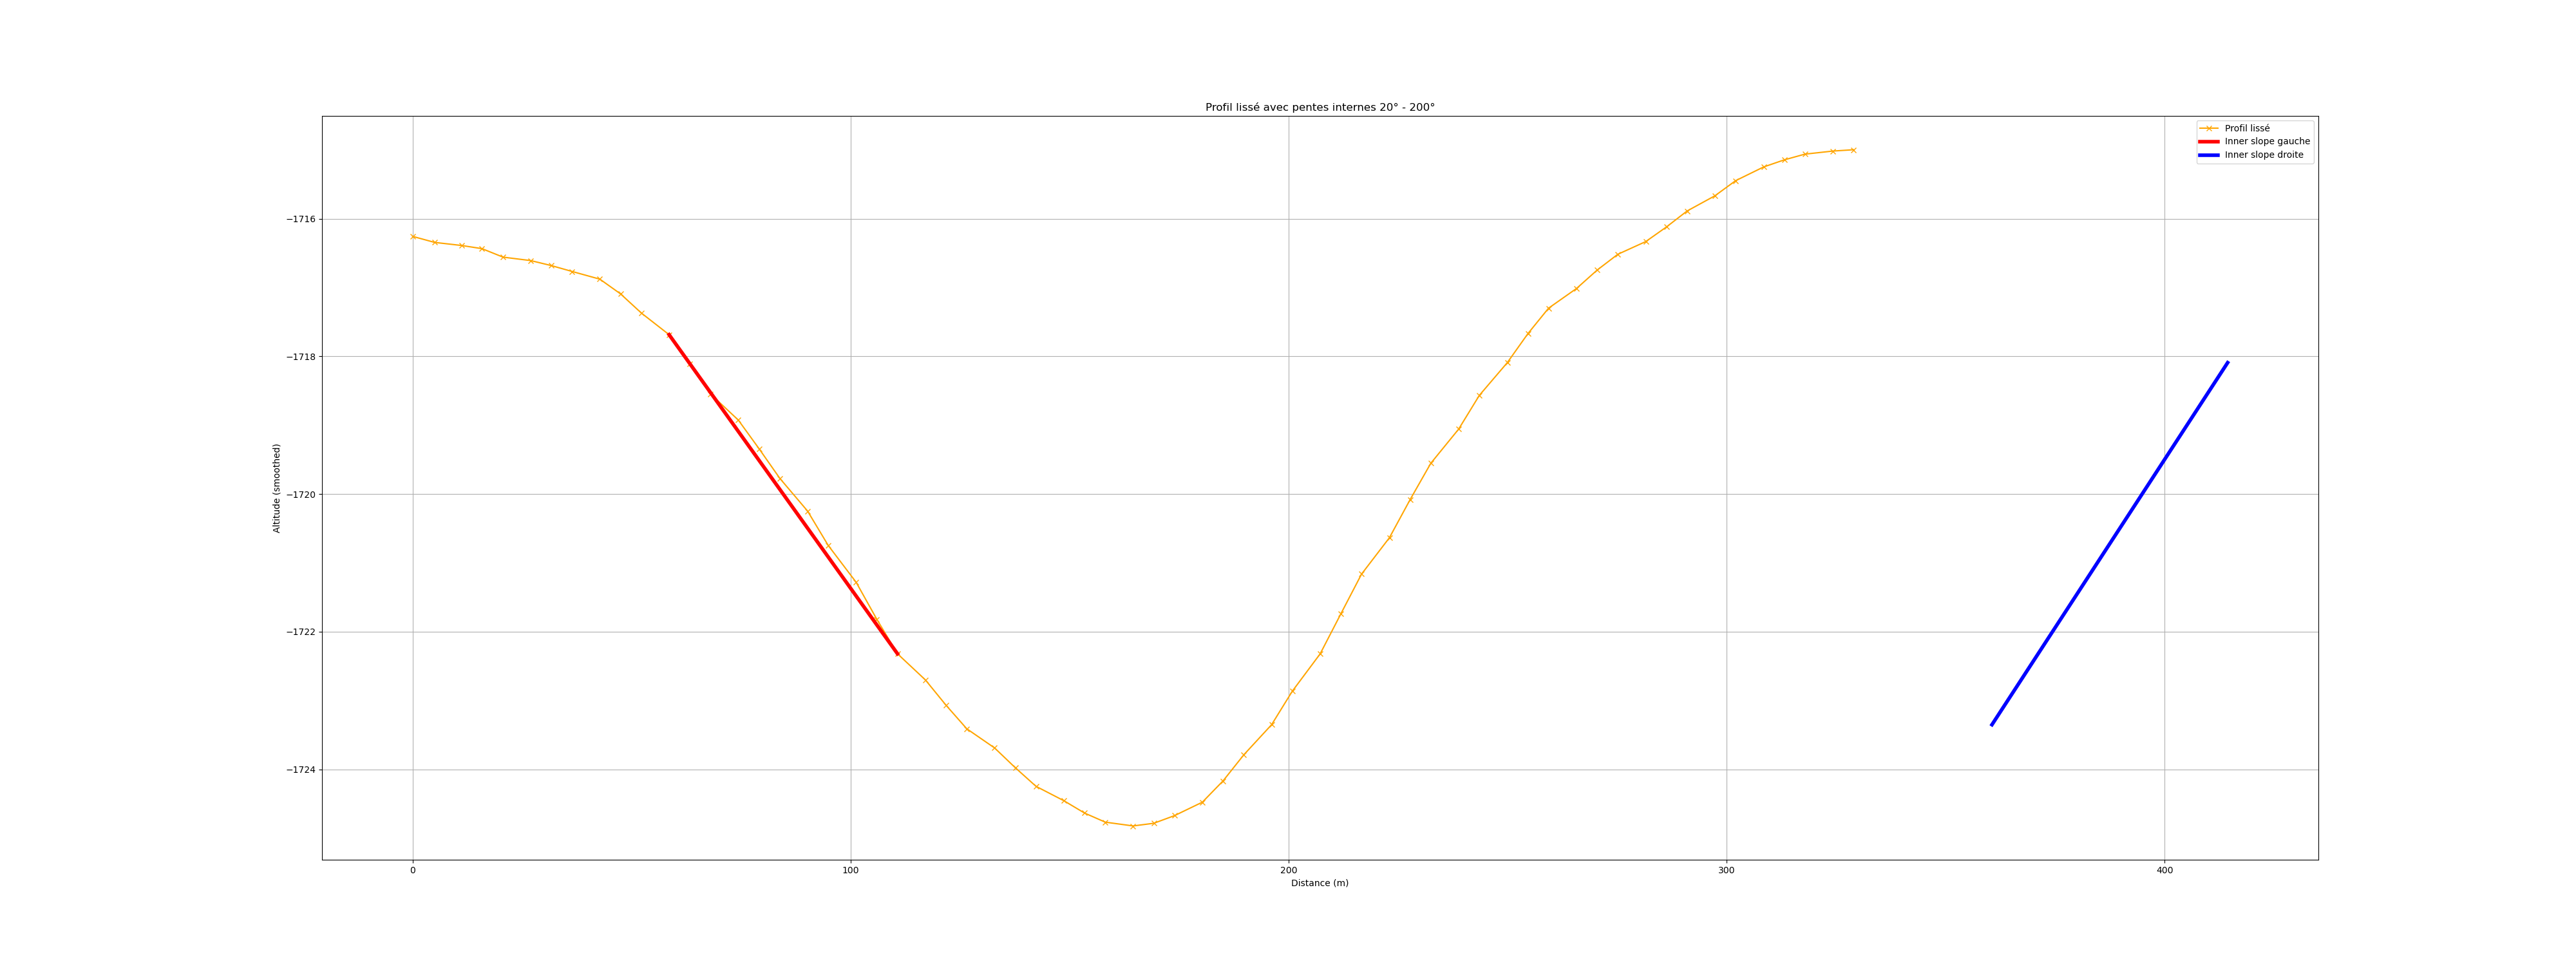 Profil lissé avec pentes internes 20° - 200°
Profil lissé
Inner slope gauche
Inner slope droite
Altitude (smoothed)
−1716
−1718
−1720
−1722
−1724
0
100
200
300
400
Distance (m)